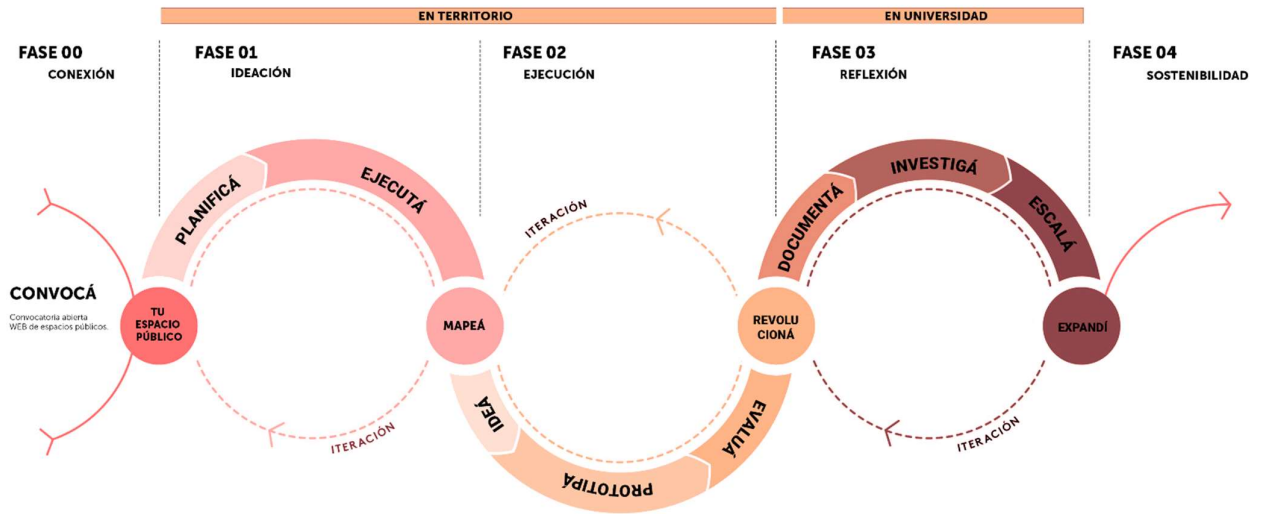 EN TERRITORIO
EN UNIVERSIDAD
FASE 00
CONEXIÓN
FASE 01
IDEACIÓN
FASE 02
EJECUCIÓN
FASE 03
REFLEXIÓN
FASE 04
SOSTENIBILIDAD
CONVOCÁ
Convocatoria abierta
WEB de espacios públicos.
TU
ESPACIO
PÚBLICO
PLANIFICÁ
EJECUTÁ
ITERACIÓN
MAPEÁ
IDEÁ
PROTOTIPÁ
EVALUÁ
ITERACIÓN
REVOLU
CIONÁ
DOCUMENTÁ
INVESTIGÁ
ESCALÁ
ITERACIÓN
EXPANDÍ